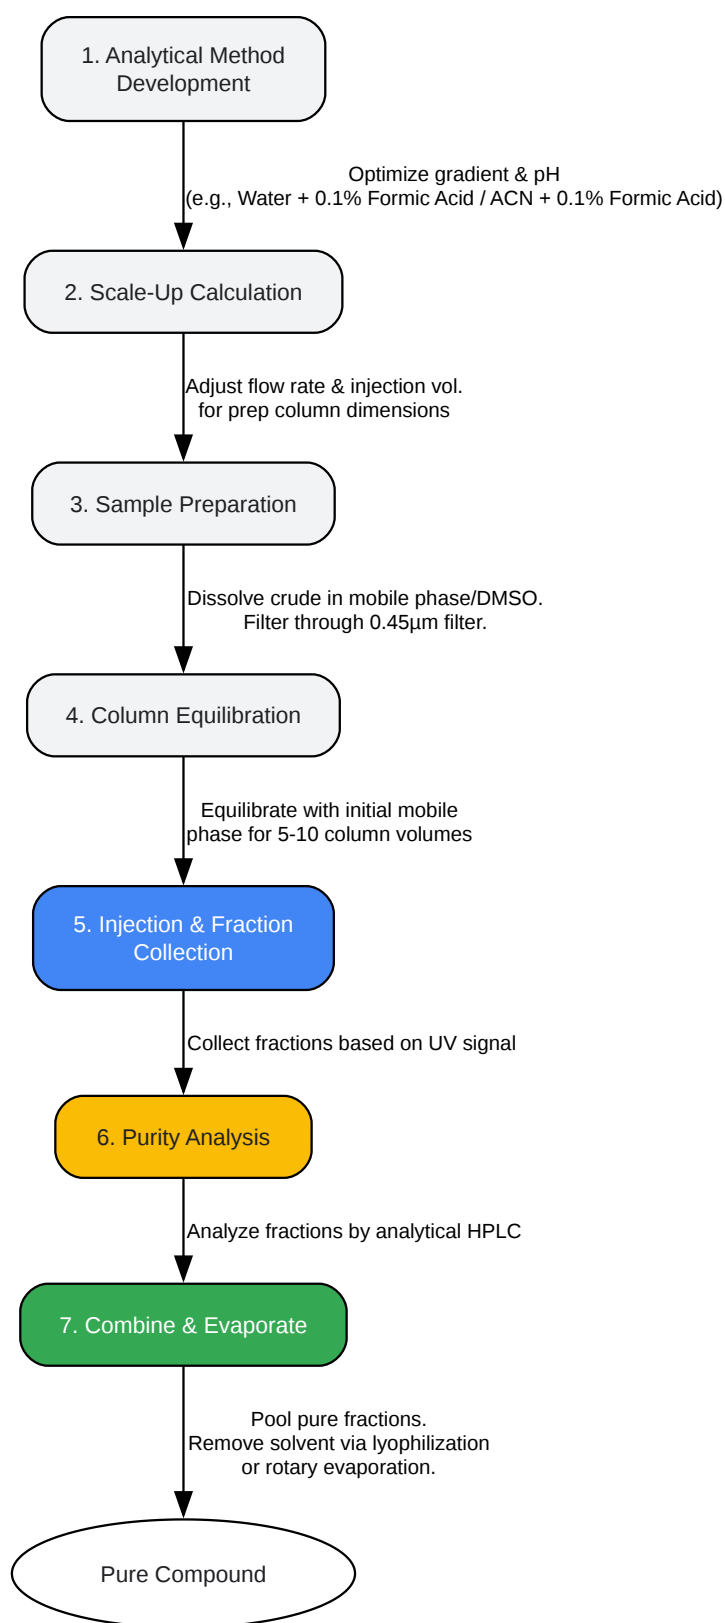 1. Analytical Method
Development
Optimize gradient & pH
(e.g., Water + 0.1% Formic Acid / ACN + 0.1% Formic Acid)
2. Scale-Up Calculation
Adjust flow rate & injection vol.
for prep column dimensions
3. Sample Preparation
Dissolve crude in mobile phase/DMSO.
Filter through 0.45µm filter.
4. Column Equilibration
Equilibrate with initial mobile
phase for 5-10 column volumes
5. Injection & Fraction
Collection
Collect fractions based on UV signal
6. Purity Analysis
Analyze fractions by analytical HPLC
7. Combine & Evaporate
Pool pure fractions.
Remove solvent via lyophilization
or rotary evaporation.
Pure Compound